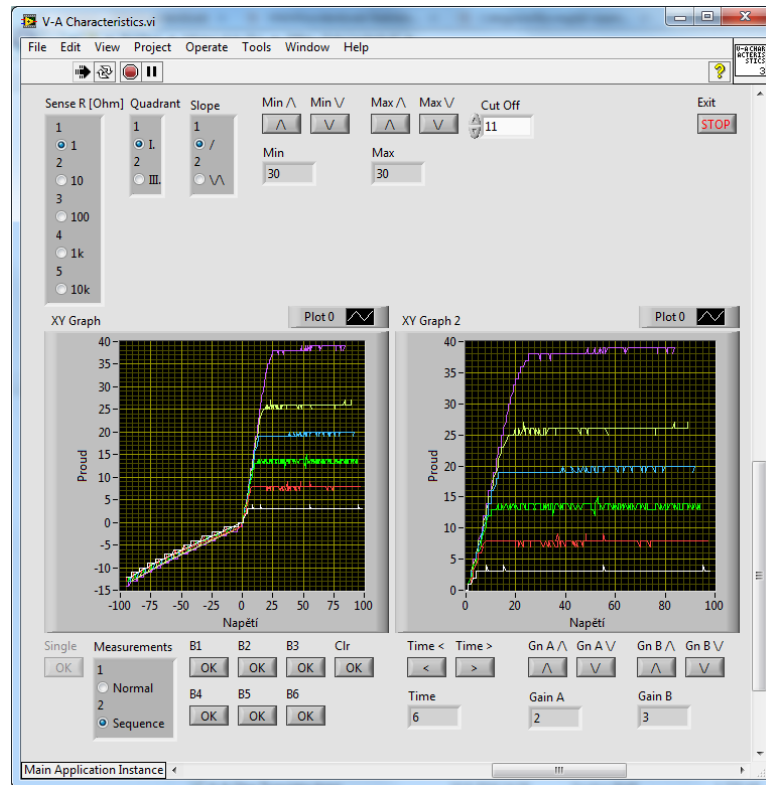 V-A Characteristics.vi
File Edit View Project Operate Tools Window Help
V-A CHAR
ACTERIS
STICS
3
Sense R [Ohm] Quadrant Slope Min /\ Min \/ Max /\ Max \/ Cut Off Exit
1 1 1 /\ \/ /\ \/ 11 STOP
1 I. /
2 2 2 Min Max
10 III. \/\ 30 30
3
100
4
1k
5
10k
XY Graph Plot 0 XY Graph 2 Plot 0
40
35
30
25
20
15
10
5
0
-5
-10
-15
Proud
-100 -75 -50 -25 0 25 50 75 100
Napětí
40
35
30
25
20
15
10
5
0
Proud
0 20 40 60 80 100
Napětí
Single Measurements B1 B2 B3 Clr Time < Time > Gn A /\ Gn A \/ Gn B /\ Gn B \/
OK 1 OK OK OK OK < > /\ \/ /\ \/
Normal B4 B5 B6 Time Gain A Gain B
2 OK OK OK 6 2 3
Sequence
Main Application Instance